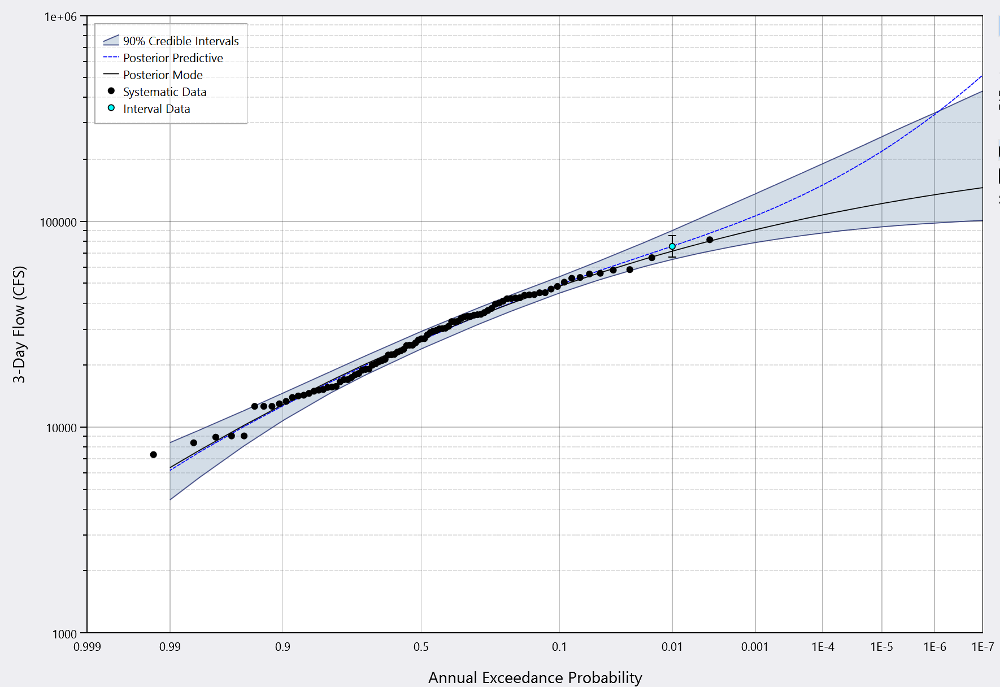 1e+06
100000
10000
1000
3-Day Flow (CFS)
90% Credible Intervals
Posterior Predictive
Posterior Mode
Systematic Data
Interval Data
0.999 0.99 0.9 0.5 0.1 0.01 0.001 1E-4 1E-5 1E-6 1E-7
Annual Exceedance Probability